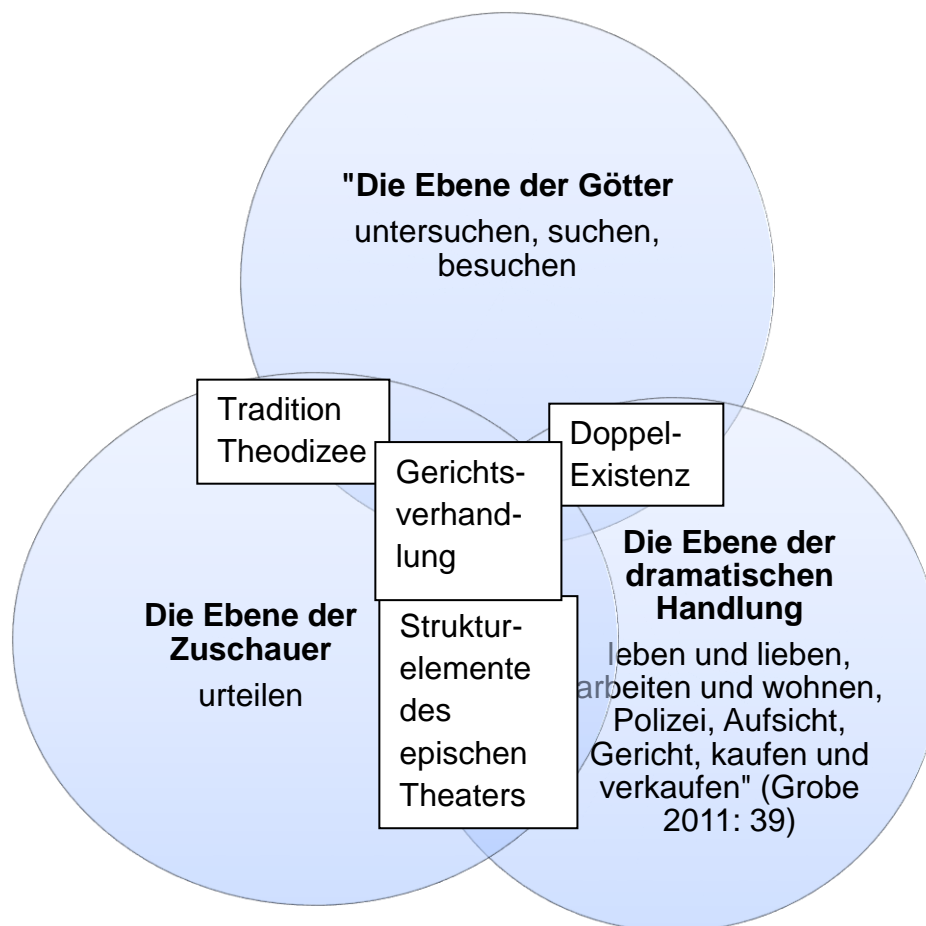 "Die Ebene der Götter
untersuchen, suchen,
besuchen
Tradition
Theodizee
Doppel-
Existenz
Gerichts-
verhand-
lung
Die Ebene der
Zuschauer
urteilen
Struktur-
elemente
des
epischen
Theaters
Die Ebene der
dramatischen
Handlung
leben und lieben,
arbeiten und wohnen,
Polizei, Aufsicht,
Gericht, kaufen und
verkaufen" (Grobe
2011: 39)